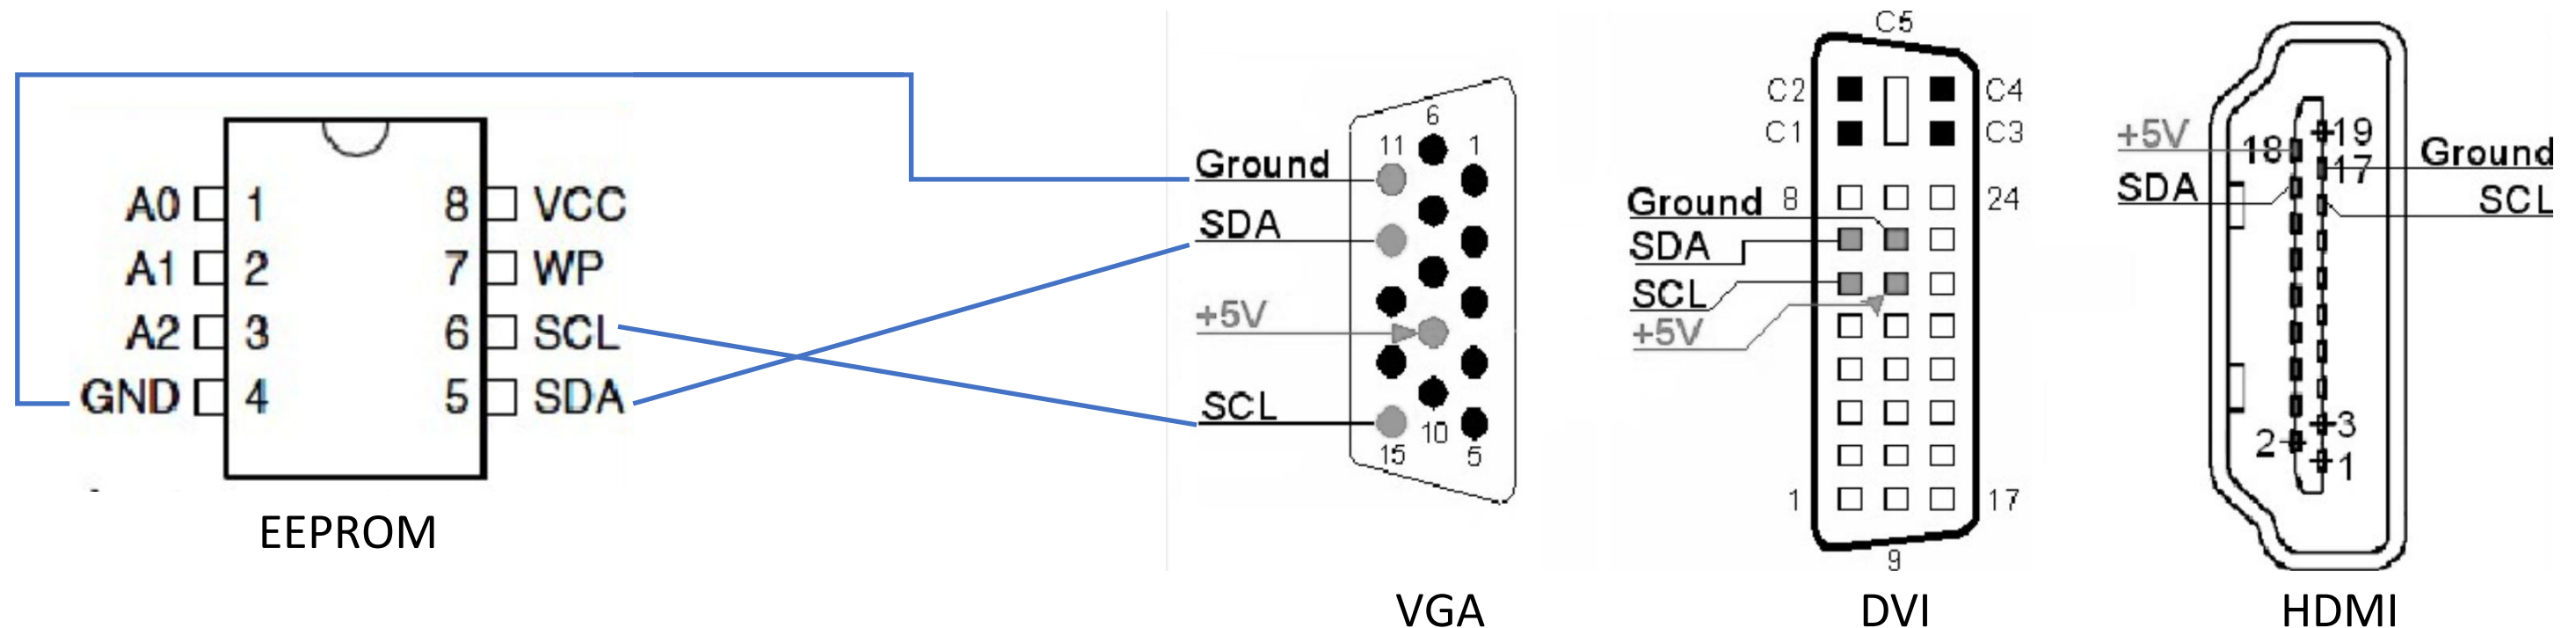 A0 1 8 VCC
A1 2 7 WP
A2 3 6 SCL
GND 4 5 SDA
EEPROM
6
11 1
Ground
SDA
+5V
SCL
10
15 5
VGA
C5
C2 C4
C1 C3
Ground 8 24
SDA
SCL
+5V
1 17
9
DVI
+5V 18 19
17 Ground
SDA SCL
2 3
1
HDMI